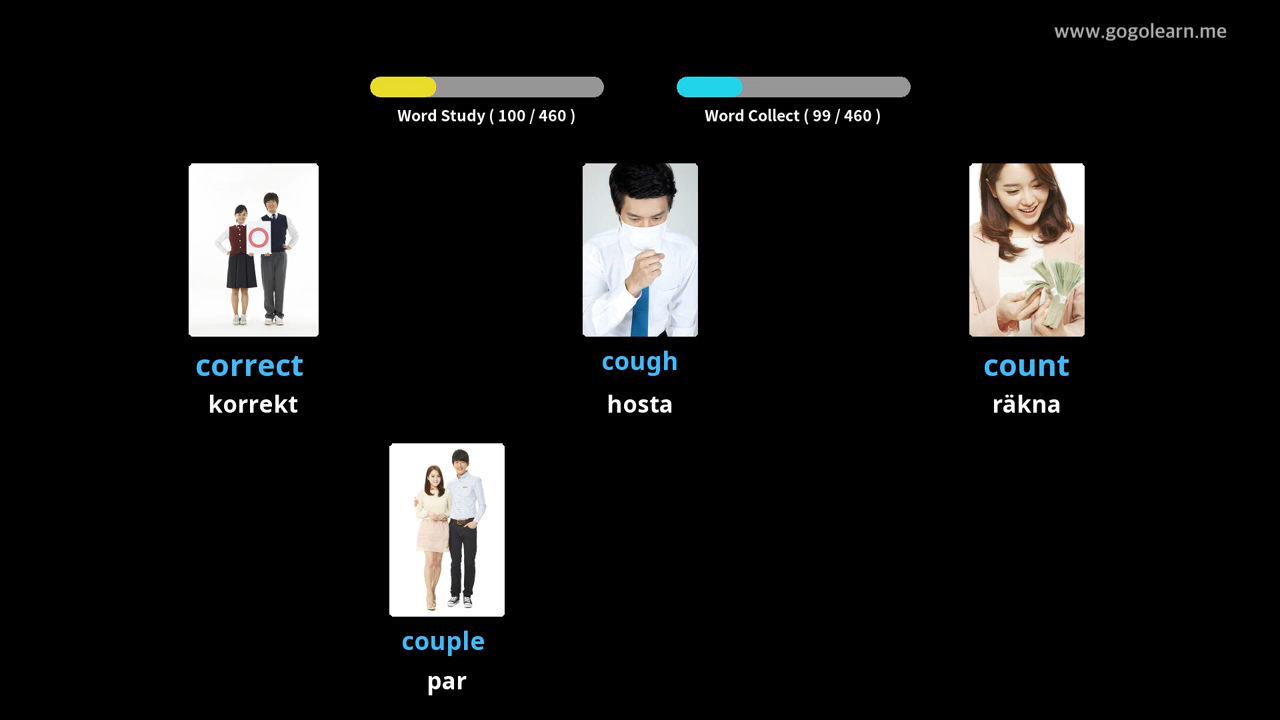 www.gogolearn.me
Word Study ( 100 / 460 )
Word Collect ( 99 / 460 )
correct
korrekt
cough
hosta
count
räkna
couple
par